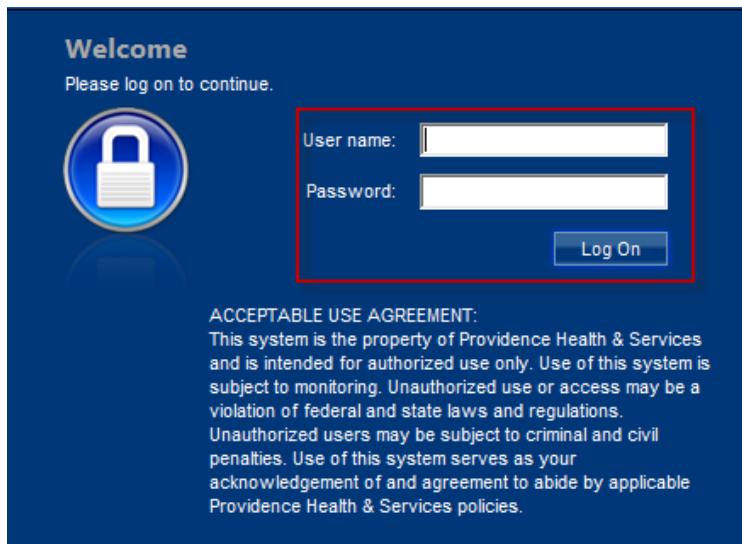 Welcome
Please log on to continue.
User name:
Password:
Log On
ACCEPTABLE USE AGREEMENT:
This system is the property of Providence Health & Services
and is intended for authorized use only. Use of this system is
subject to monitoring. Unauthorized use or access may be a
violation of federal and state laws and regulations.
Unauthorized users may be subject to criminal and civil
penalties. Use of this system serves as your
acknowledgement of and agreement to abide by applicable
Providence Health & Services policies.